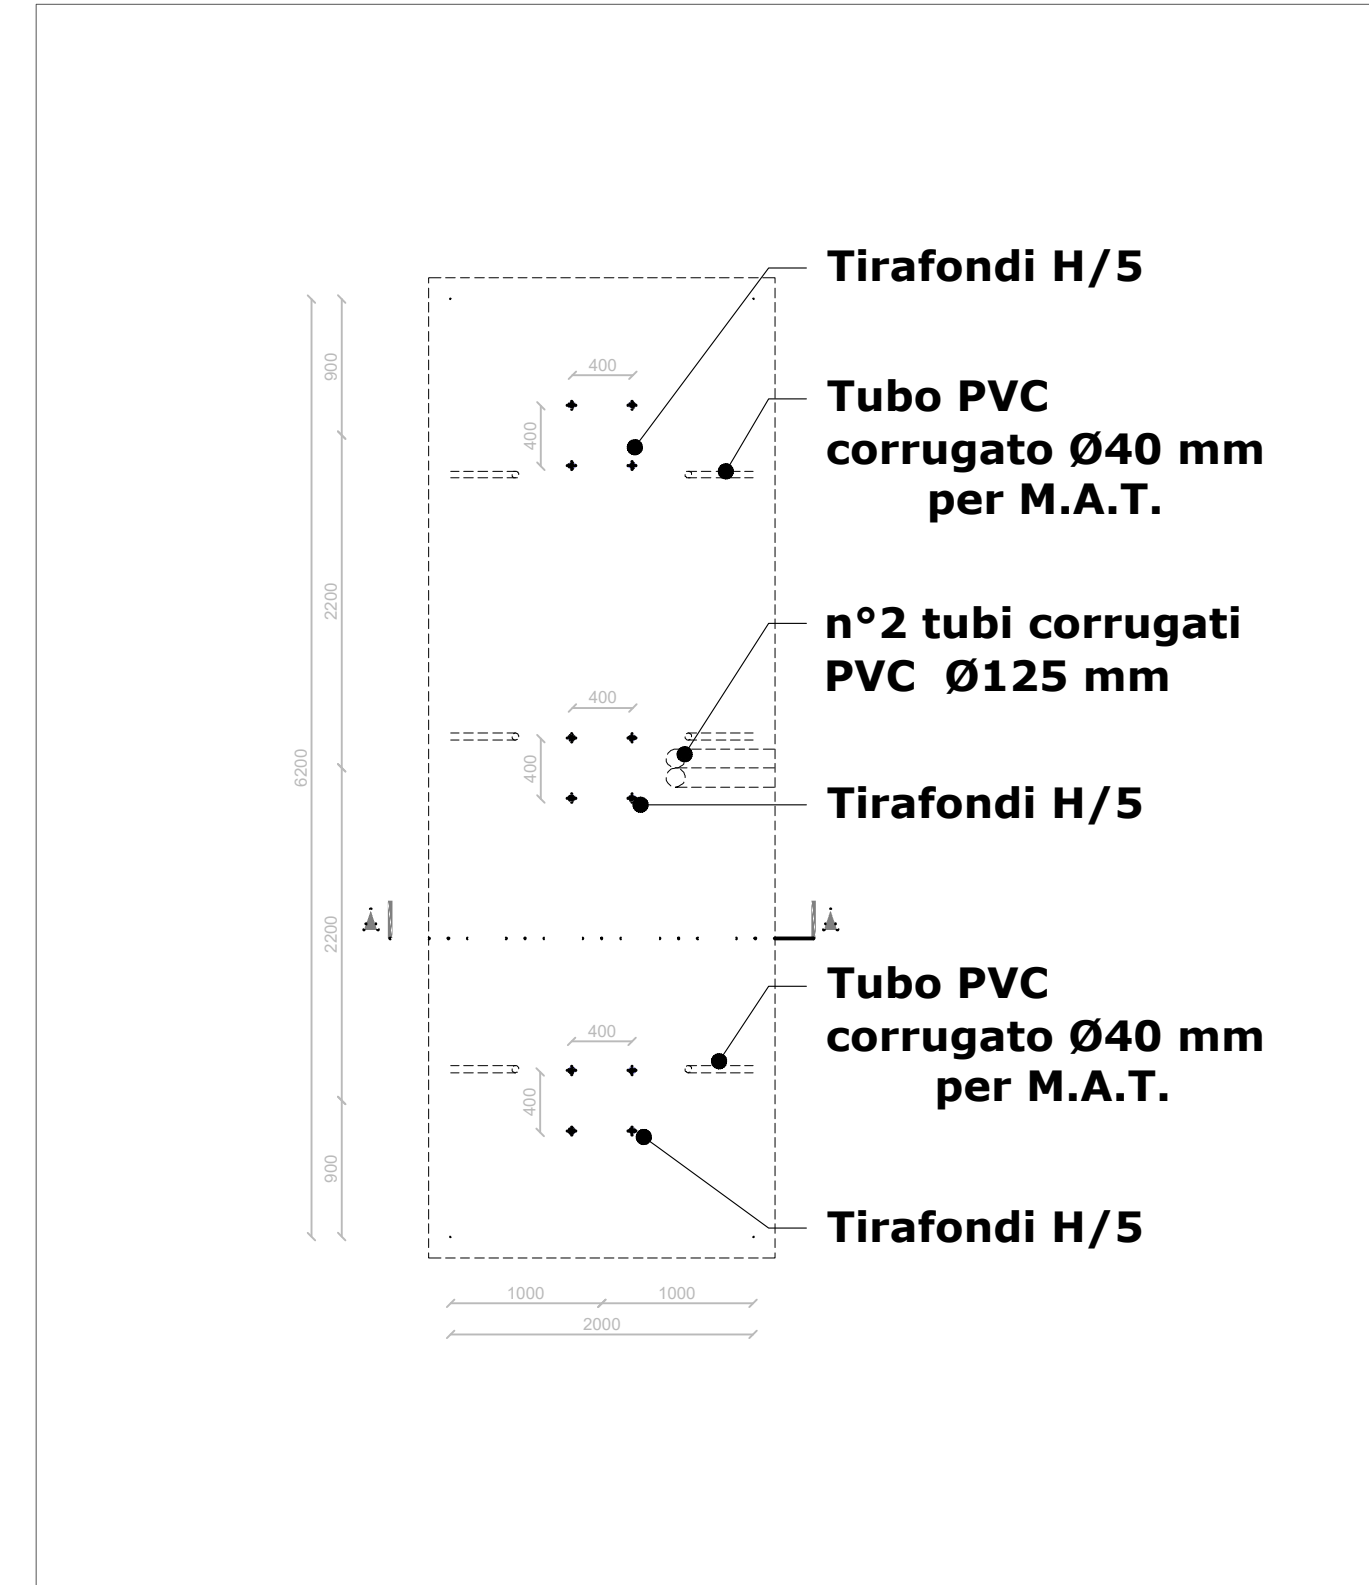 Tirafondi H/5
900
400
Tubo PVC
corrugato Ø40 mm
per M.A.T.
400
2200
n°2 tubi corrugati
PVC Ø125 mm
400
6200
400
Tirafondi H/5
A
A
2200
Tubo PVC
corrugato Ø40 mm
per M.A.T.
400
400
900
Tirafondi H/5
1000
1000
2000